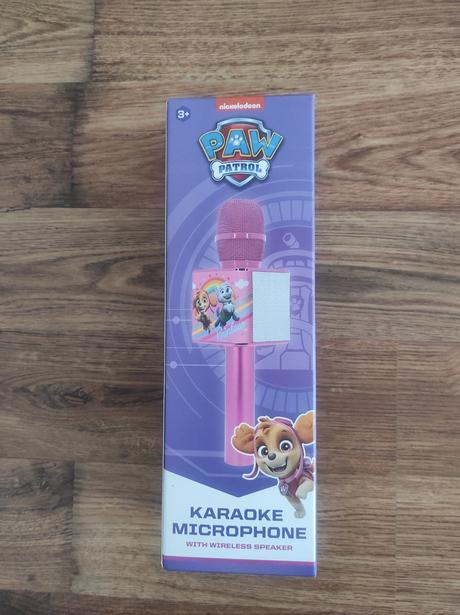 nickelodeon
3+
PAW
PATROL
KARAOKE
MICROPHONE
WITH WIRELESS SPEAKER